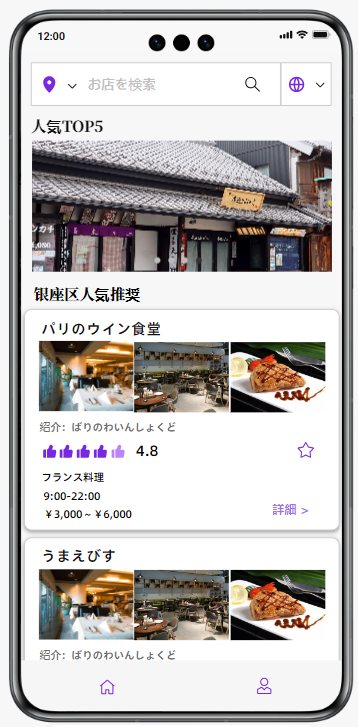 12:00
お店を検索
人気TOP5
银座区人気推奨
パリのウイン食堂
紹介: ぱりのわいんしょくど
4.8
フランス料理
9:00-22:00
￥3,000～￥6,000
詳細 >
うまえびす
紹介: ぱりのわいんしょくど